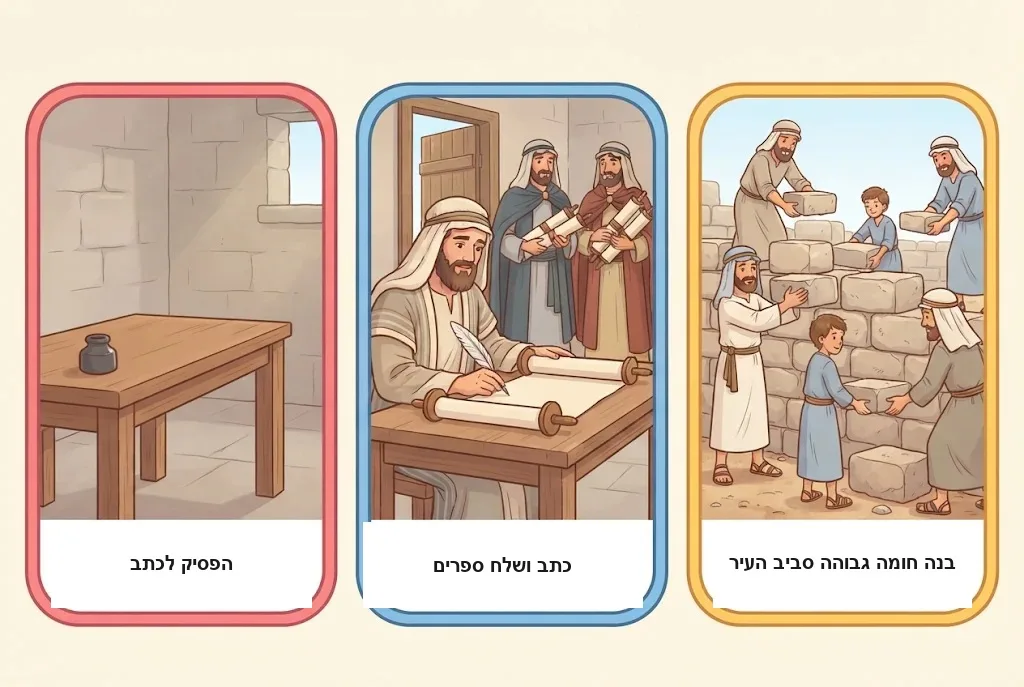 בנה חומה גבוהה סביב העיר
כתב ושלח ספרים
הפסיק לכתב